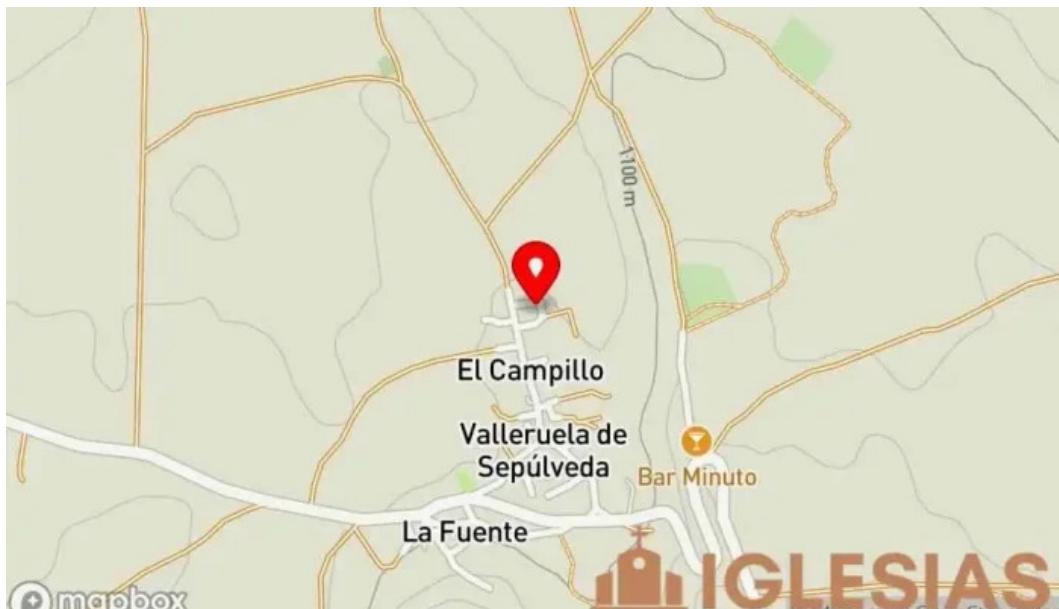 1100 m
El Campillo
Valleruela de
Sepúlveda
Bar Minuto
La Fuente
IGLESIAS
mapbox